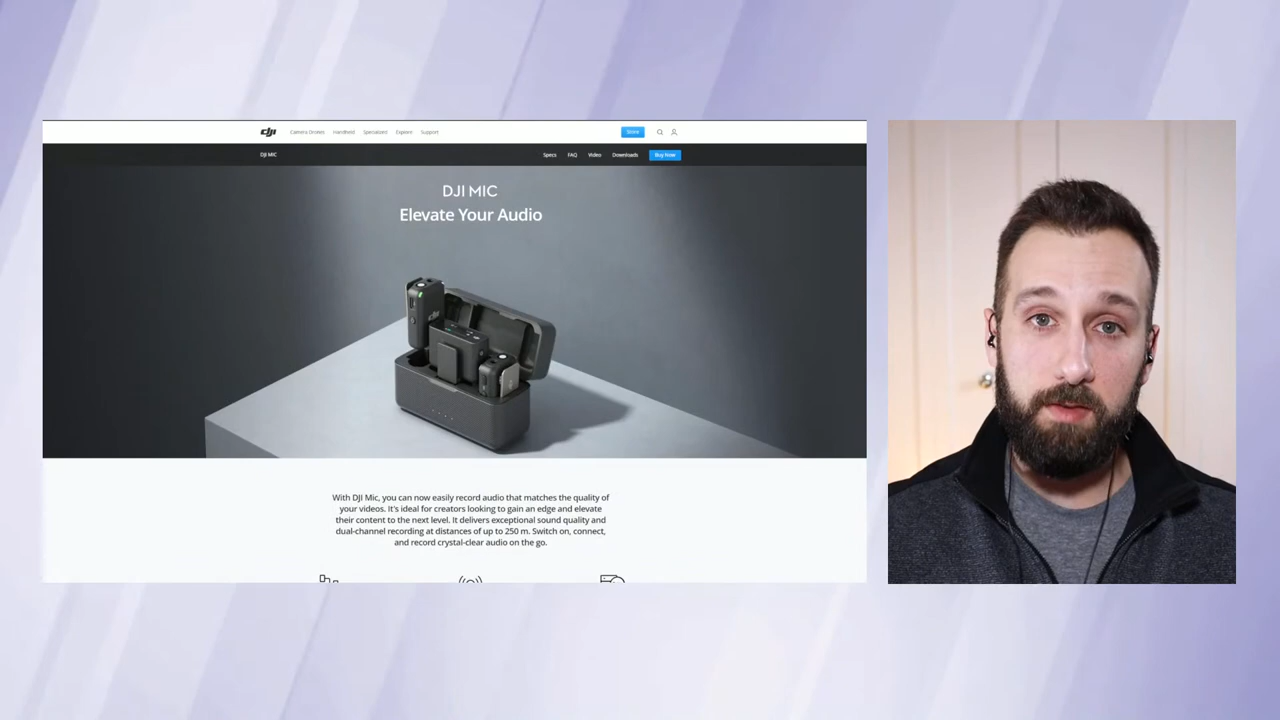 dji Camera Drones Handheld Specialized Explore Support Store
DJI MIC Specs FAQ Video Downloads Buy Now
DJI MIC
Elevate Your Audio
With DJI Mic, you can now easily record audio that matches the quality of
your videos. It's ideal for creators looking to gain an edge and elevate
their content to the next level. It delivers exceptional sound quality and
dual-channel recording at distances of up to 250 m. Switch on, connect,
and record crystal-clear audio on the go.